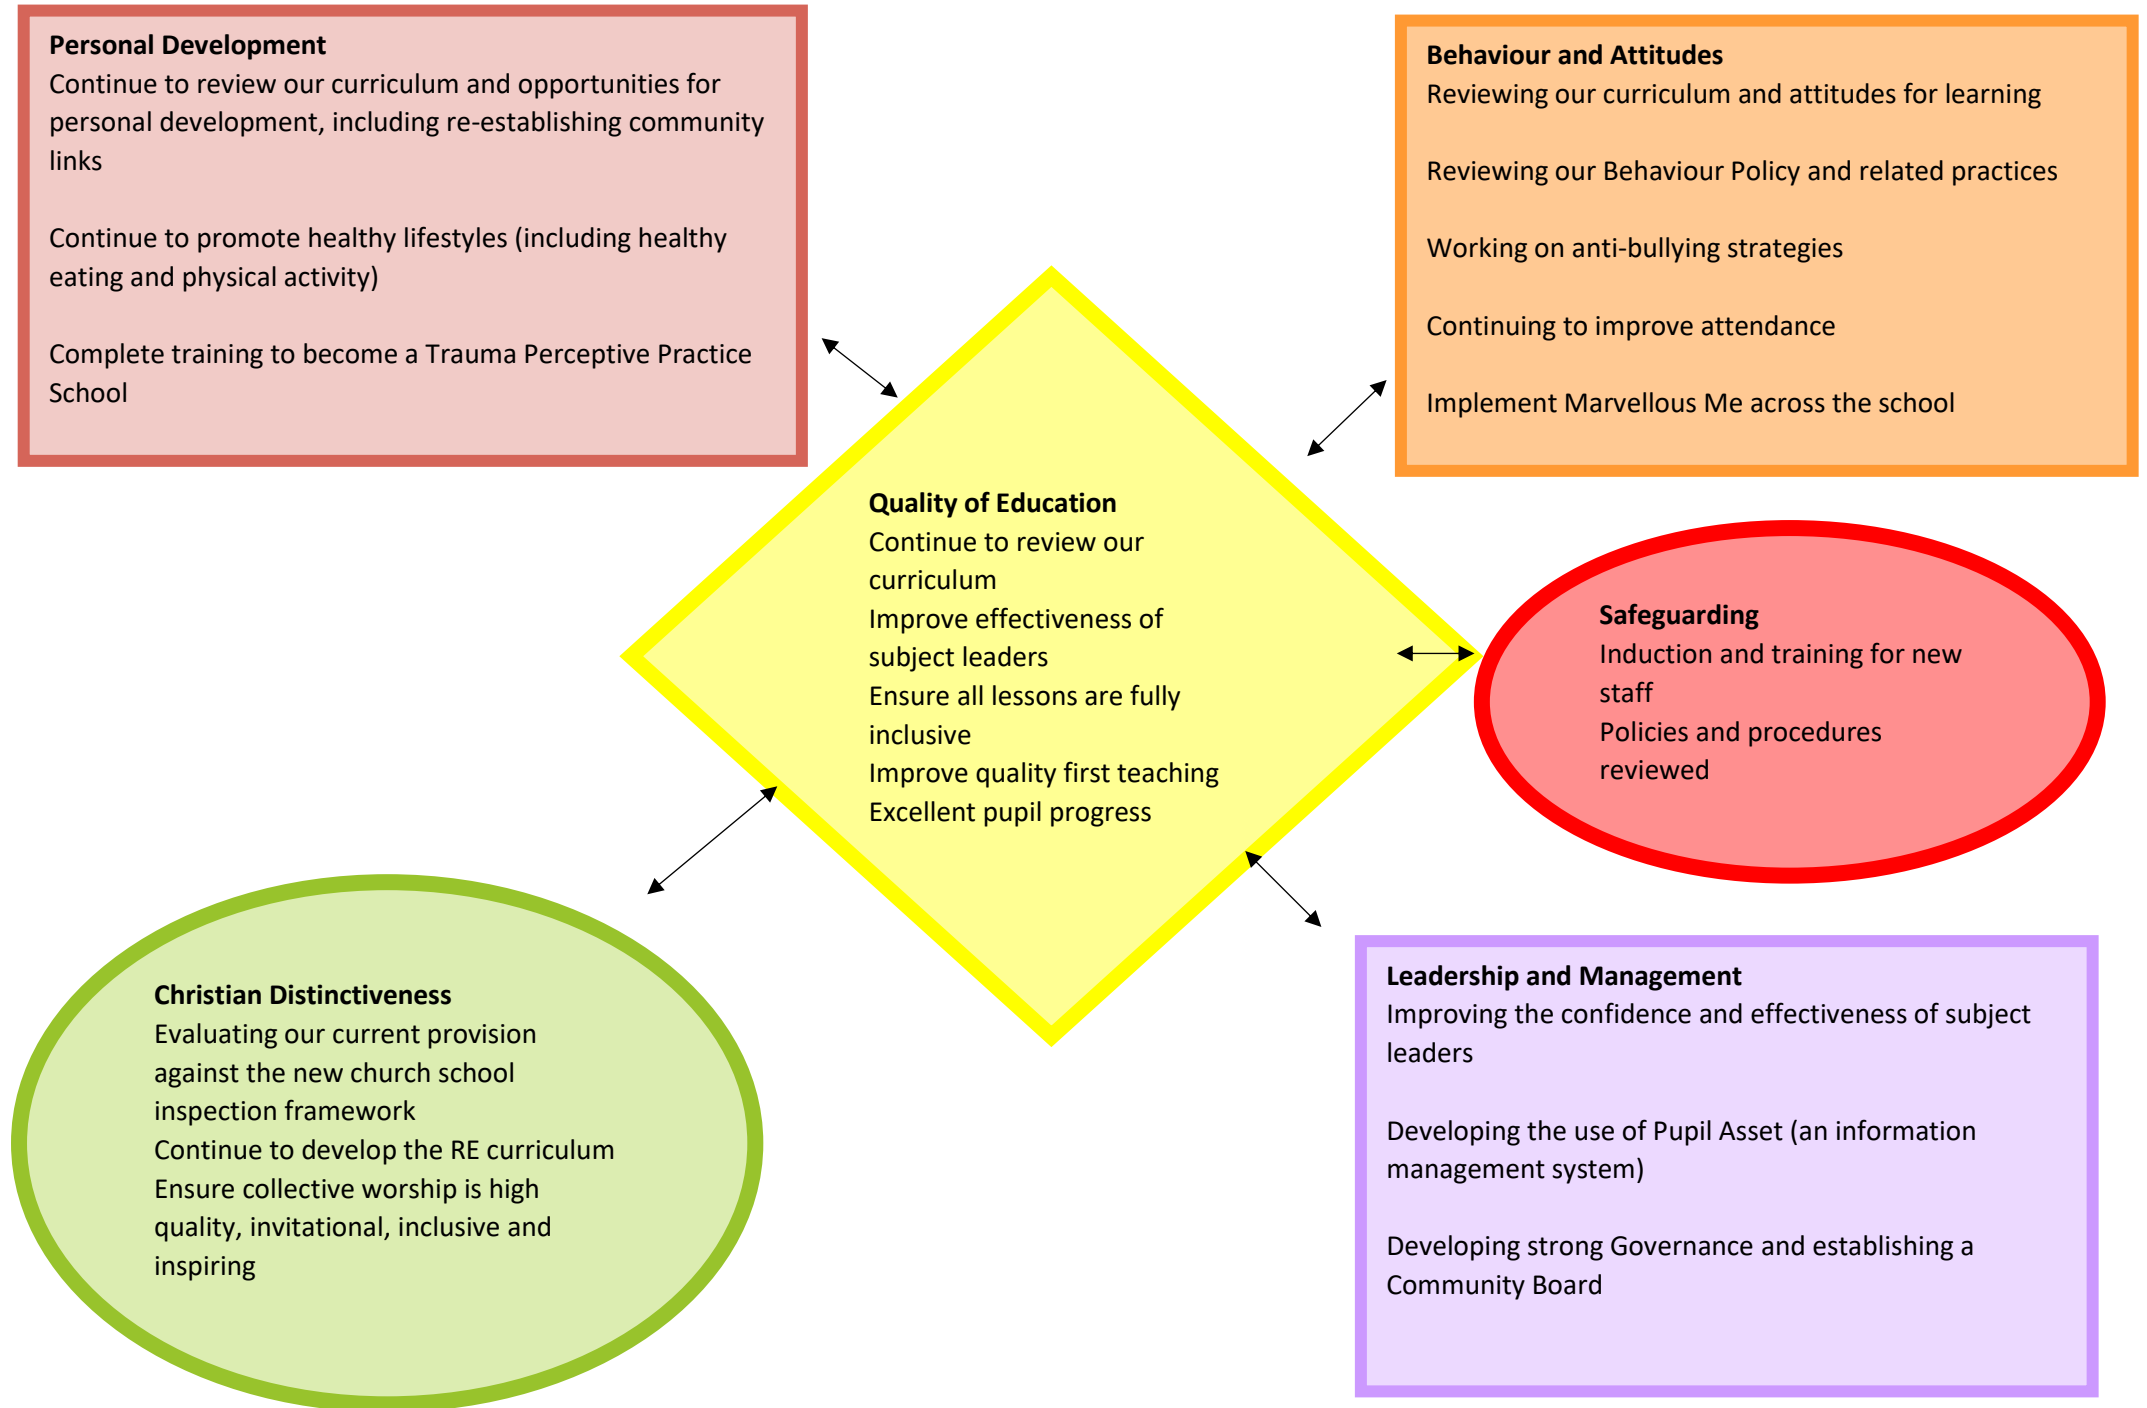 Personal Development
Continue to review our curriculum and opportunities for
personal development, including re-establishing community
links
Continue to promote healthy lifestyles (including healthy
eating and physical activity)
Complete training to become a Trauma Perceptive Practice
School
Behaviour and Attitudes
Reviewing our curriculum and attitudes for learning
Reviewing our Behaviour Policy and related practices
Working on anti-bullying strategies
Continuing to improve attendance
Implement Marvellous Me across the school
Quality of Education
Continue to review our
curriculum
Improve effectiveness of
subject leaders
Ensure all lessons are fully
inclusive
Improve quality first teaching
Excellent pupil progress
Safeguarding
Induction and training for new
staff
Policies and procedures
reviewed
Christian Distinctiveness
Evaluating our current provision
against the new church school
inspection framework
Continue to develop the RE curriculum
Ensure collective worship is high
quality, invitational, inclusive and
inspiring
Leadership and Management
Improving the confidence and effectiveness of subject
leaders
Developing the use of Pupil Asset (an information
management system)
Developing strong Governance and establishing a
Community Board